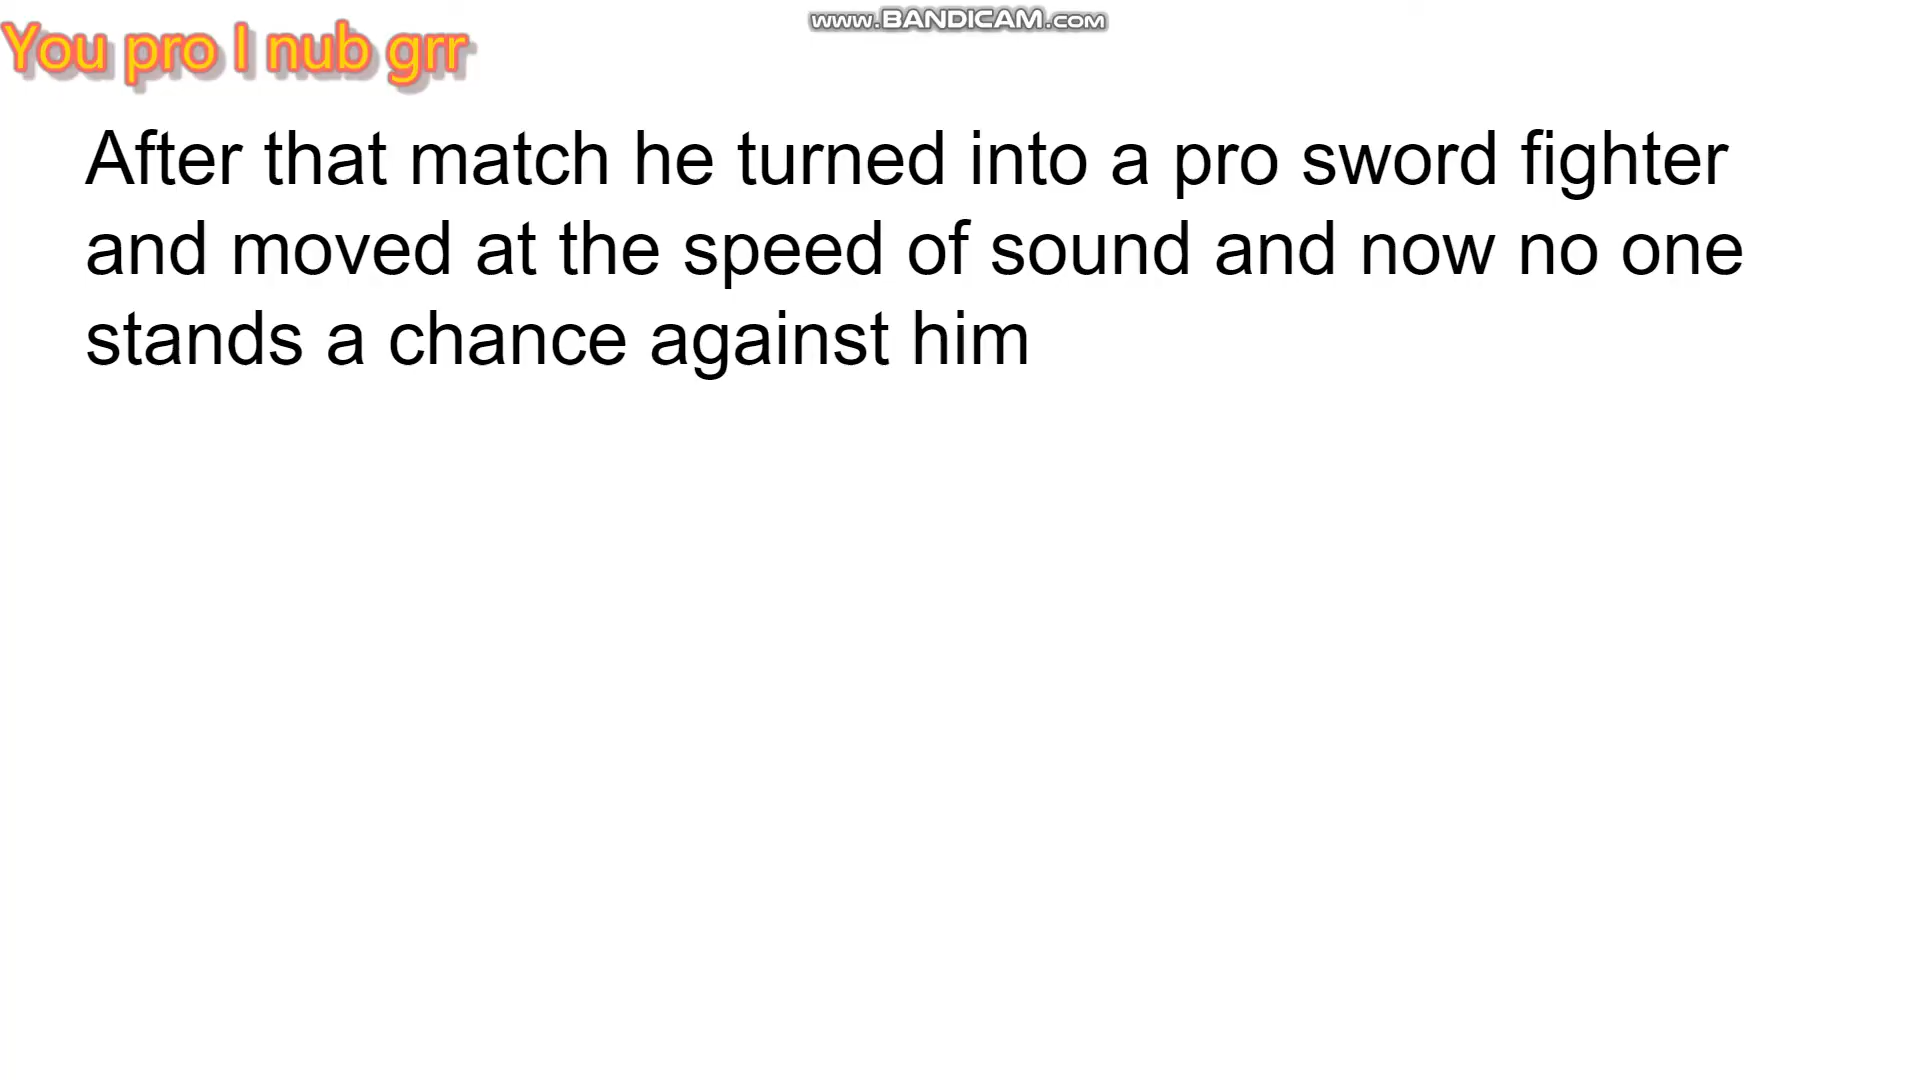 www.BANDICAM.com
You pro I nub grr
After that match he turned into a pro sword fighter
and moved at the speed of sound and now no one
stands a chance against him